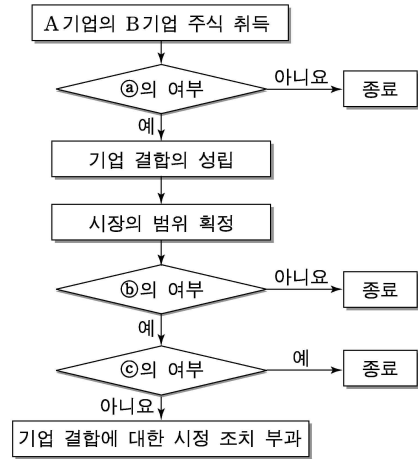 A기업의 B기업 주식 취득
ⓐ의 여부
아니요
종료
예
기업 결합의 성립
시장의 범위 획정
ⓑ의 여부
아니요
종료
예
ⓒ의 여부
예
종료
아니요
기업 결합에 대한 시정 조치 부과